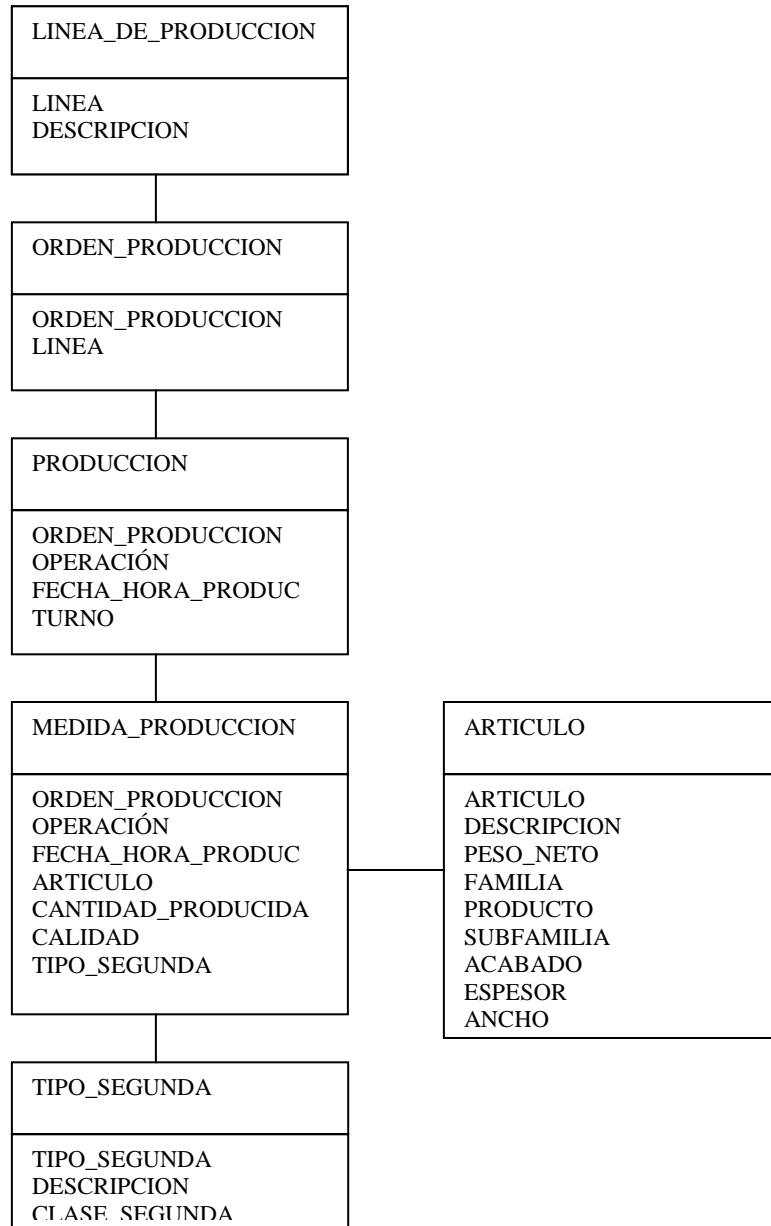 LINEA_DE_PRODUCCION
LINEA
DESCRIPCION
ORDEN_PRODUCCION
ORDEN_PRODUCCION
LINEA
PRODUCCION
ORDEN_PRODUCCION
OPERACIÓN
FECHA_HORA_PRODUC
TURNO
MEDIDA_PRODUCCION
ORDEN_PRODUCCION
OPERACIÓN
FECHA_HORA_PRODUC
ARTICULO
CANTIDAD_PRODUCIDA
CALIDAD
TIPO_SEGUNDA
ARTICULO
ARTICULO
DESCRIPCION
PESO_NETO
FAMILIA
PRODUCTO
SUBFAMILIA
ACABADO
ESPESOR
ANCHO
TIPO_SEGUNDA
TIPO_SEGUNDA
DESCRIPCION
CLASE_SEGUNDA